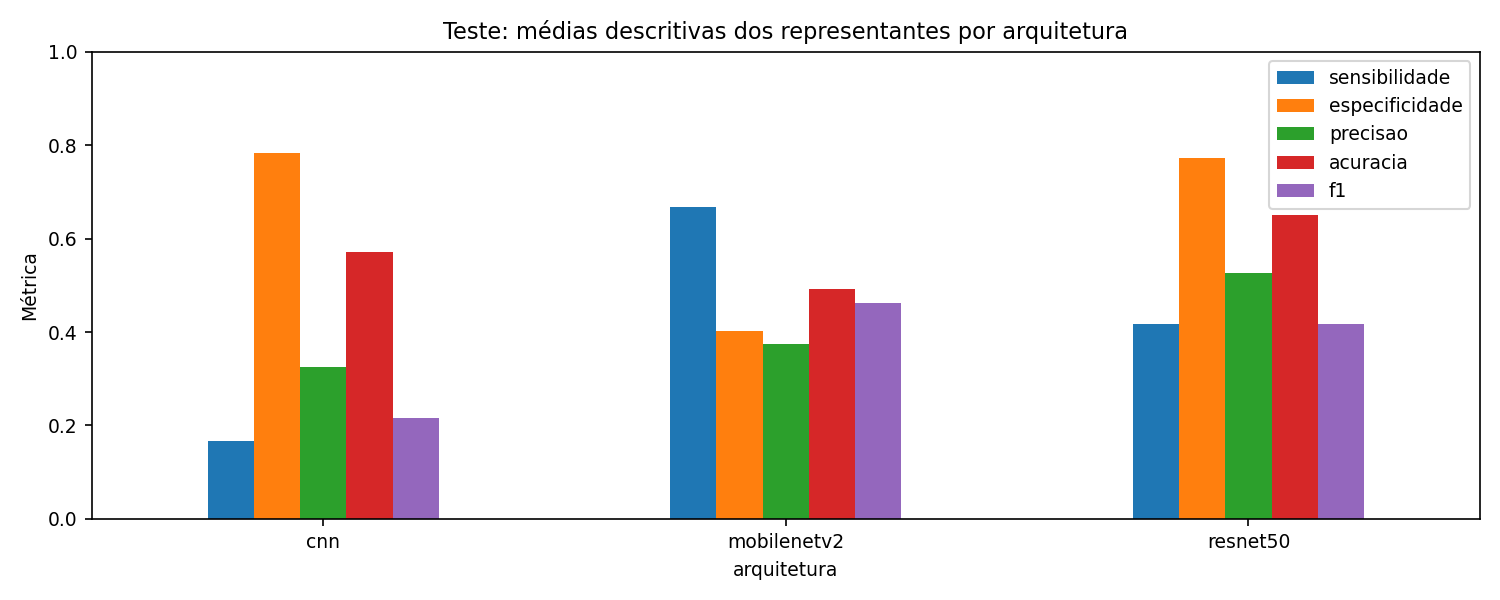 Teste: médias descritivas dos representantes por arquitetura
1.0
0.8
0.6
0.4
0.2
0.0
Métrica
sensibilidade
especificidade
precisao
acuracia
f1
cnn
mobilenetv2
resnet50
arquitetura